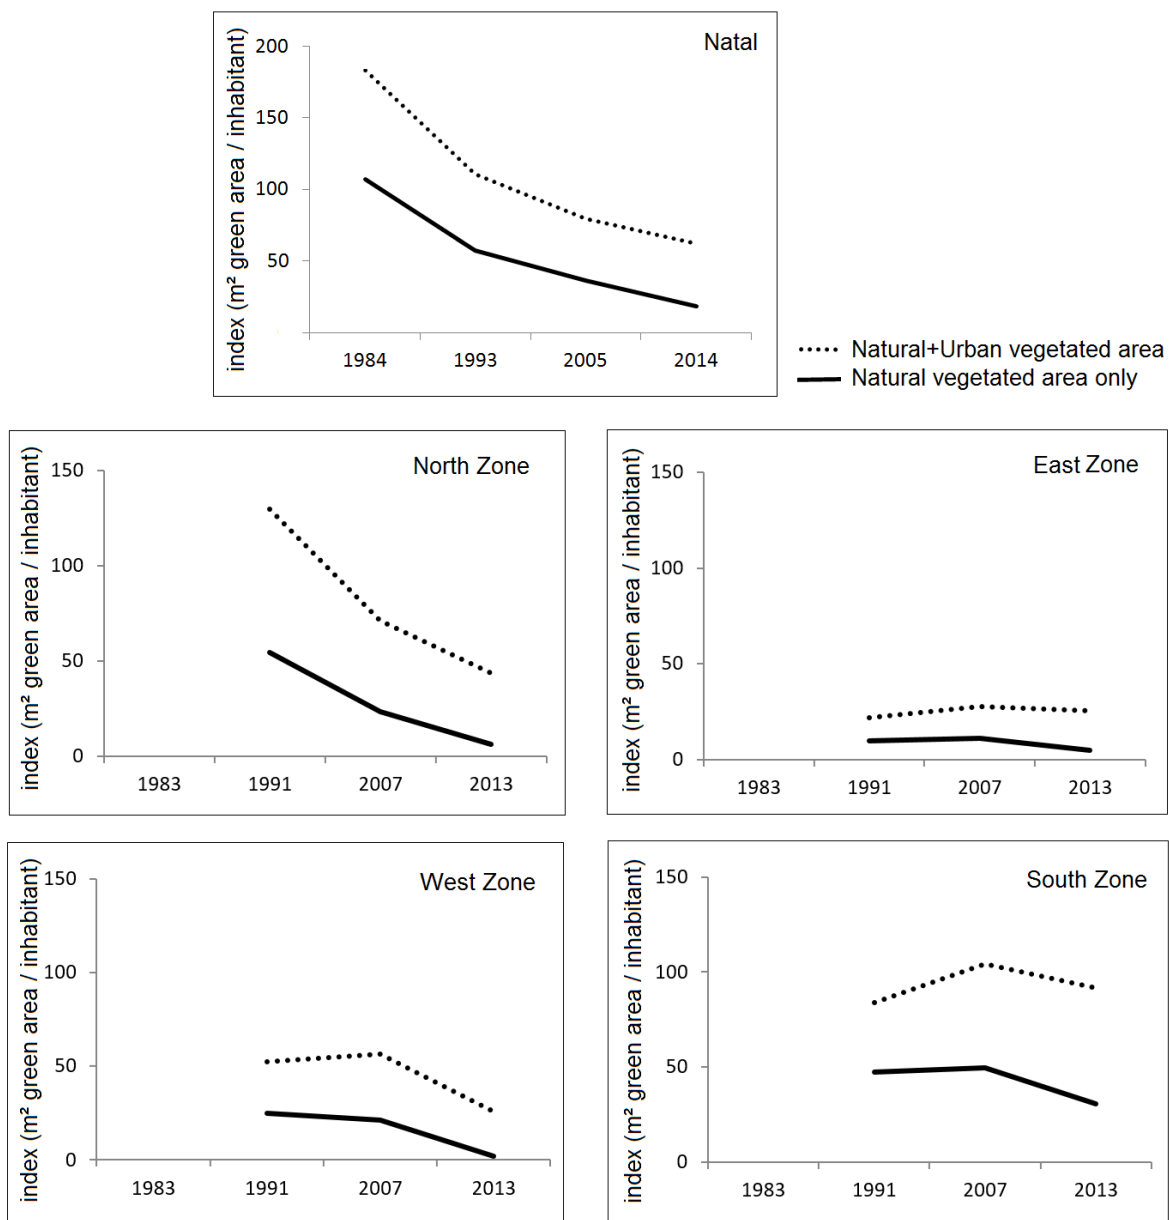 Natal
index (m² green area / inhabitant)
200
150
100
50
1984 1993 2005 2014
Natural+Urban vegetated area
Natural vegetated area only
North Zone
index (m² green area / inhabitant)
150
100
50
0
1983 1991 2007 2013
East Zone
index (m² green area / inhabitant)
150
100
50
0
1983 1991 2007 2013
West Zone
index (m² green area / inhabitant)
150
100
50
0
1983 1991 2007 2013
South Zone
index (m² green area / inhabitant)
150
100
50
0
1983 1991 2007 2013